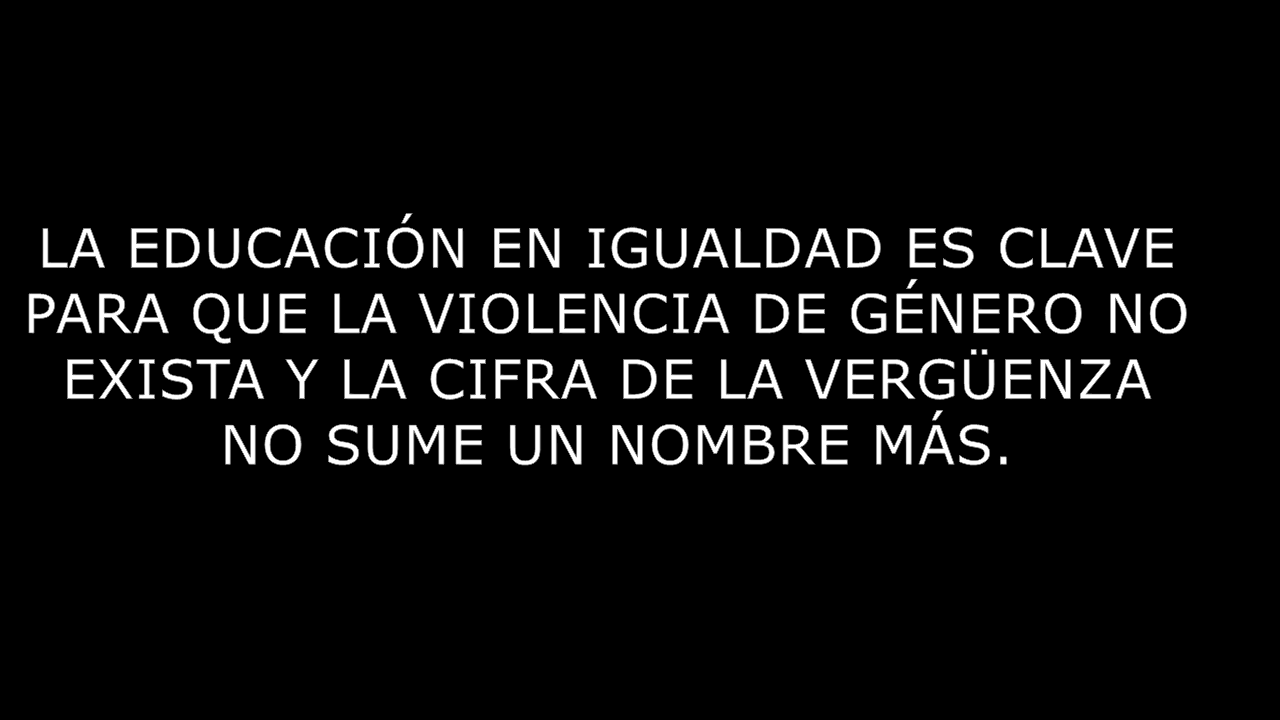 LA EDUCACIÓN EN IGUALDAD ES CLAVE
PARA QUE LA VIOLENCIA DE GÉNERO NO
EXISTA Y LA CIFRA DE LA VERGÜENZA
NO SUME UN NOMBRE MÁS.